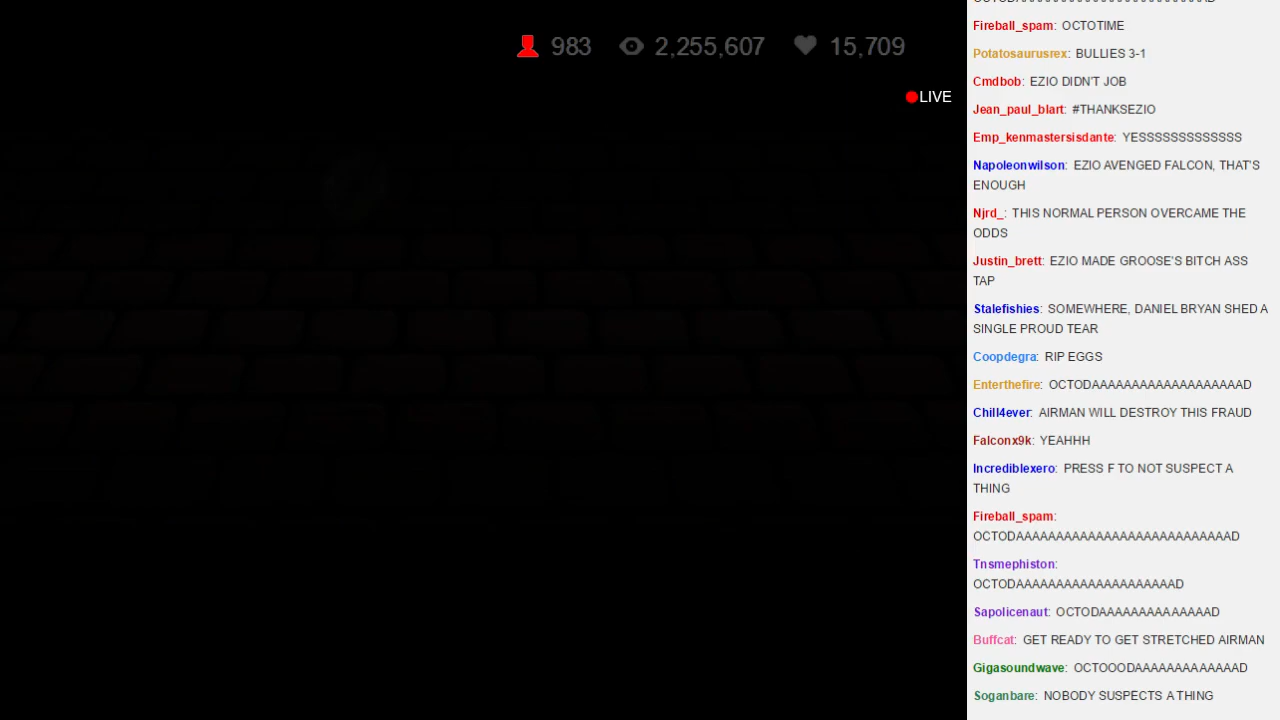 983 2,255,607 15,709
LIVE
Fireball_spam: OCTOTIME
Potatosaurusrex: BULLIES 3-1
Cmdbob: EZIO DIDN'T JOB
Jean_paul_blart: #THANKSEZIO
Emp_kenmastersisdante: YESSSSSSSSSSSSS
Napoleonwilson: EZIO AVENGED FALCON, THAT'S
ENOUGH
Njrd_: THIS NORMAL PERSON OVERCAME THE
ODDS
Justin_brett: EZIO MADE GROOSE'S BITCH ASS
TAP
Stalefishies: SOMEWHERE, DANIEL BRYAN SHED A
SINGLE PROUD TEAR
Coopdegra: RIP EGGS
Enterthefire: OCTODAAAAAAAAAAAAAAAAAAAD
Chill4ever: AIRMAN WILL DESTROY THIS FRAUD
Falconx9k: YEAHHH
Incrediblexero: PRESS F TO NOT SUSPECT A
THING
Fireball_spam:
OCTODAAAAAAAAAAAAAAAAAAAAAAAAAAAD
Tnsmephiston:
OCTODAAAAAAAAAAAAAAAAAAAAD
Sapolicenaut: OCTODAAAAAAAAAAAAAAD
Buffcat: GET READY TO GET STRETCHED AIRMAN
Gigasoundwave: OCTOOODAAAAAAAAAAAAAD
Soganbare: NOBODY SUSPECTS A THING